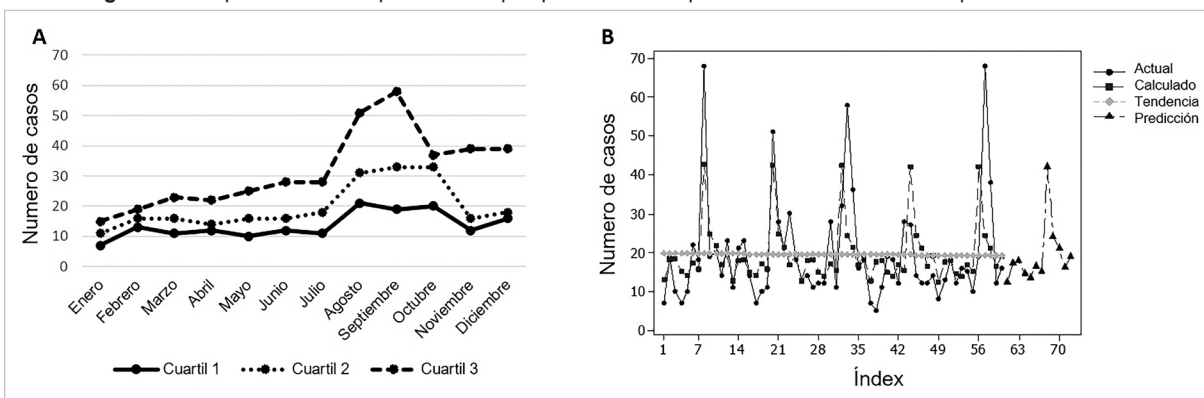 A
Numero de casos
70
60
50
40
30
20
10
0
Enero
Febrero
Marzo
Abril
Mayo
Junio
Julio
Agosto
Septiembre
Octubre
Noviembre
Diciembre
Cuartil 1
Cuartil 2
Cuartil 3
B
Numero de casos
70
60
50
40
30
20
10
0
1 7 14 21 28 35 42 49 56 63 70
Índex
Actual
Calculado
Tendencia
Predicción